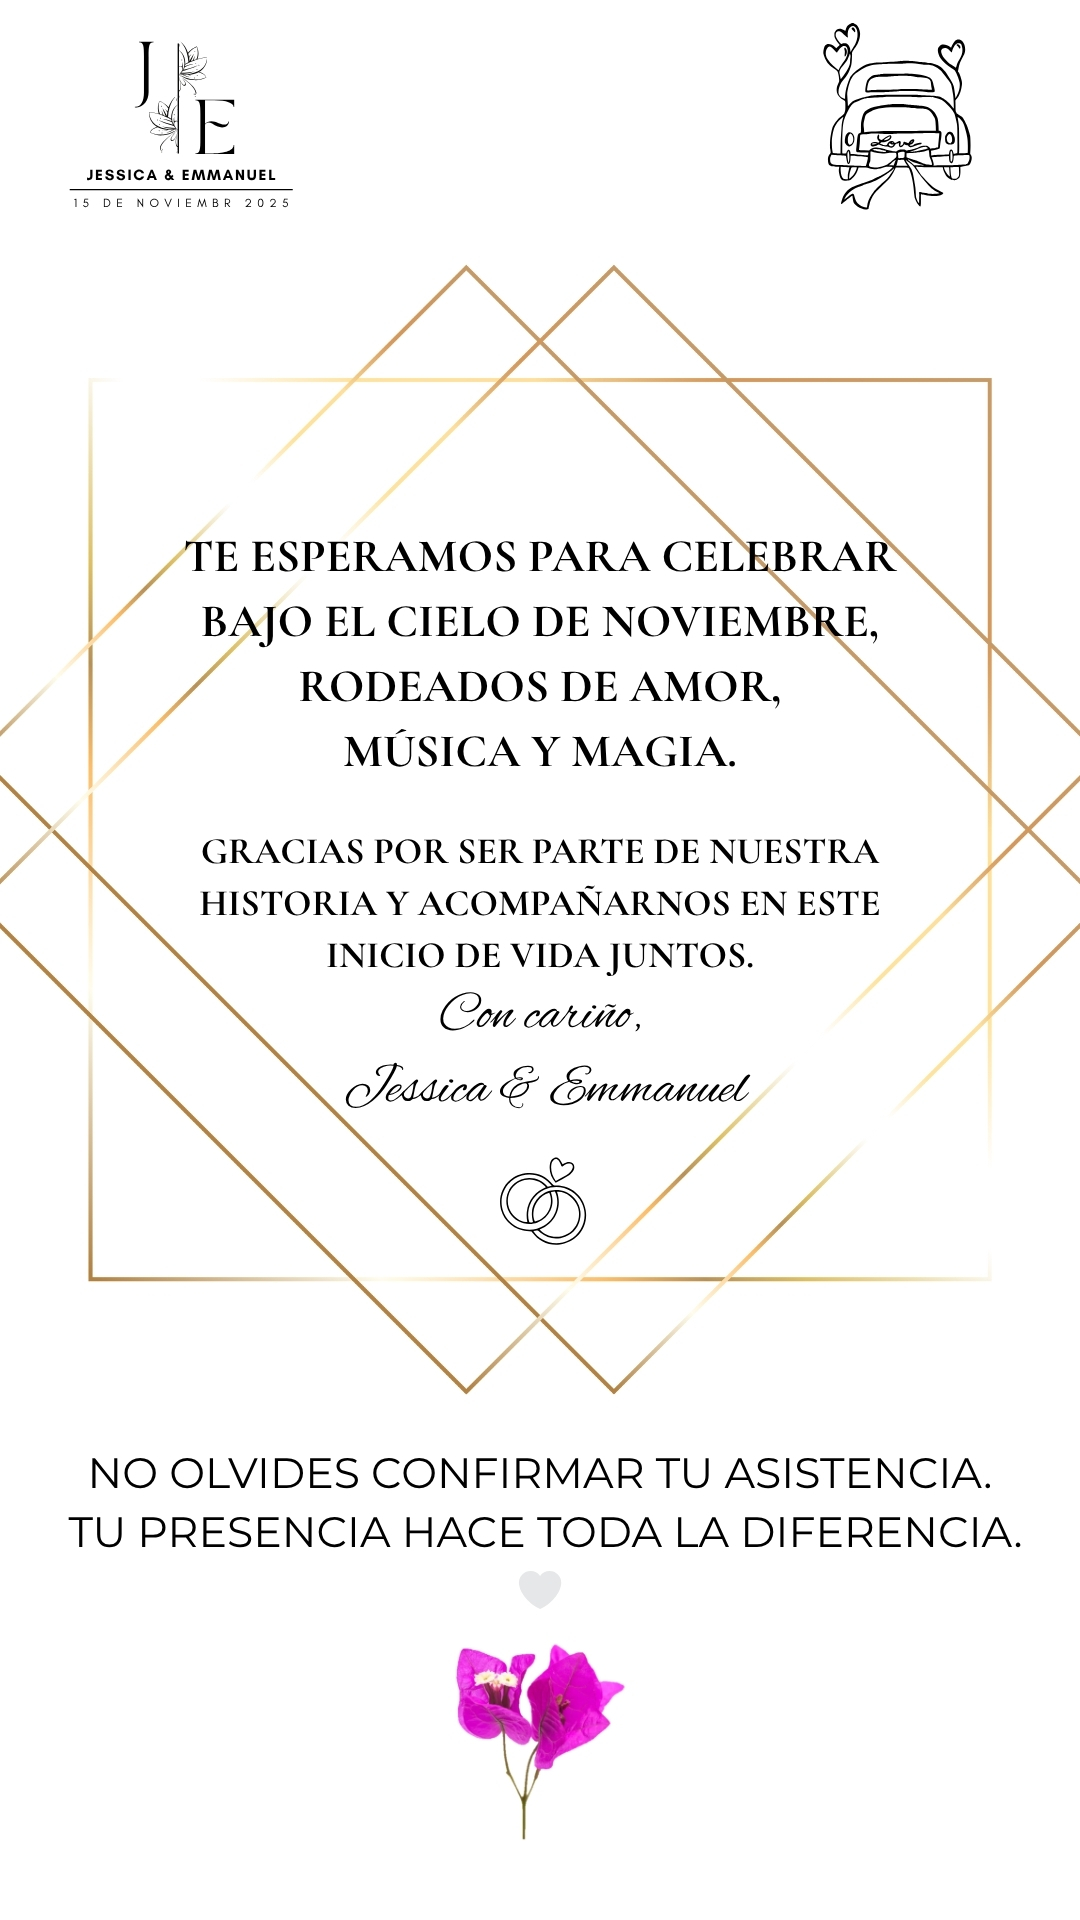 J E
JESSICA & EMMANUEL
15 DE NOVIEMBR 2025
Love
TE ESPERAMOS PARA CELEBRAR
BAJO EL CIELO DE NOVIEMBRE,
RODEADOS DE AMOR,
MÚSICA Y MAGIA.
GRACIAS POR SER PARTE DE NUESTRA
HISTORIA Y ACOMPAÑARNOS EN ESTE
INICIO DE VIDA JUNTOS.
Con cariño,
Jessica & Emmanuel
NO OLVIDES CONFIRMAR TU ASISTENCIA.
TU PRESENCIA HACE TODA LA DIFERENCIA.